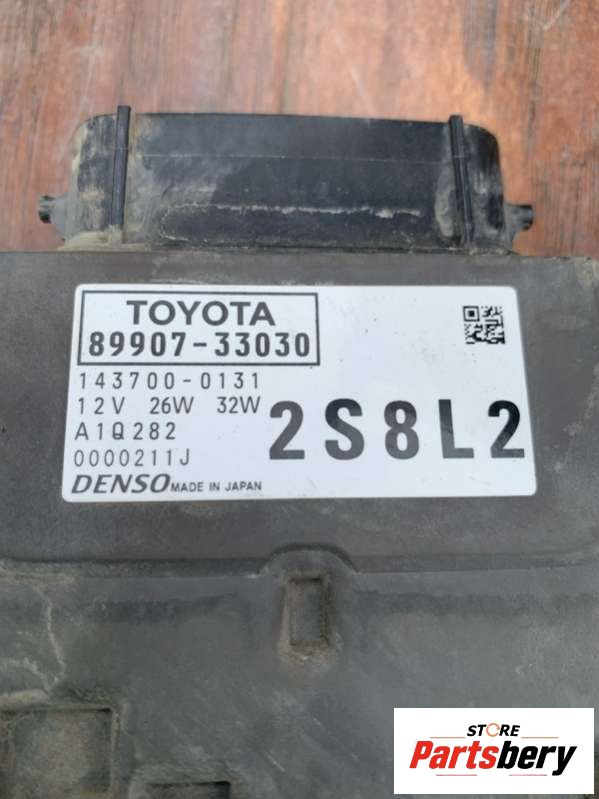 TOYOTA
89907-33030
143700-0131
12V 26W 32W
A1Q282
0000211J
2S8L2
DENSO MADE IN JAPAN
STORE
Partsbery